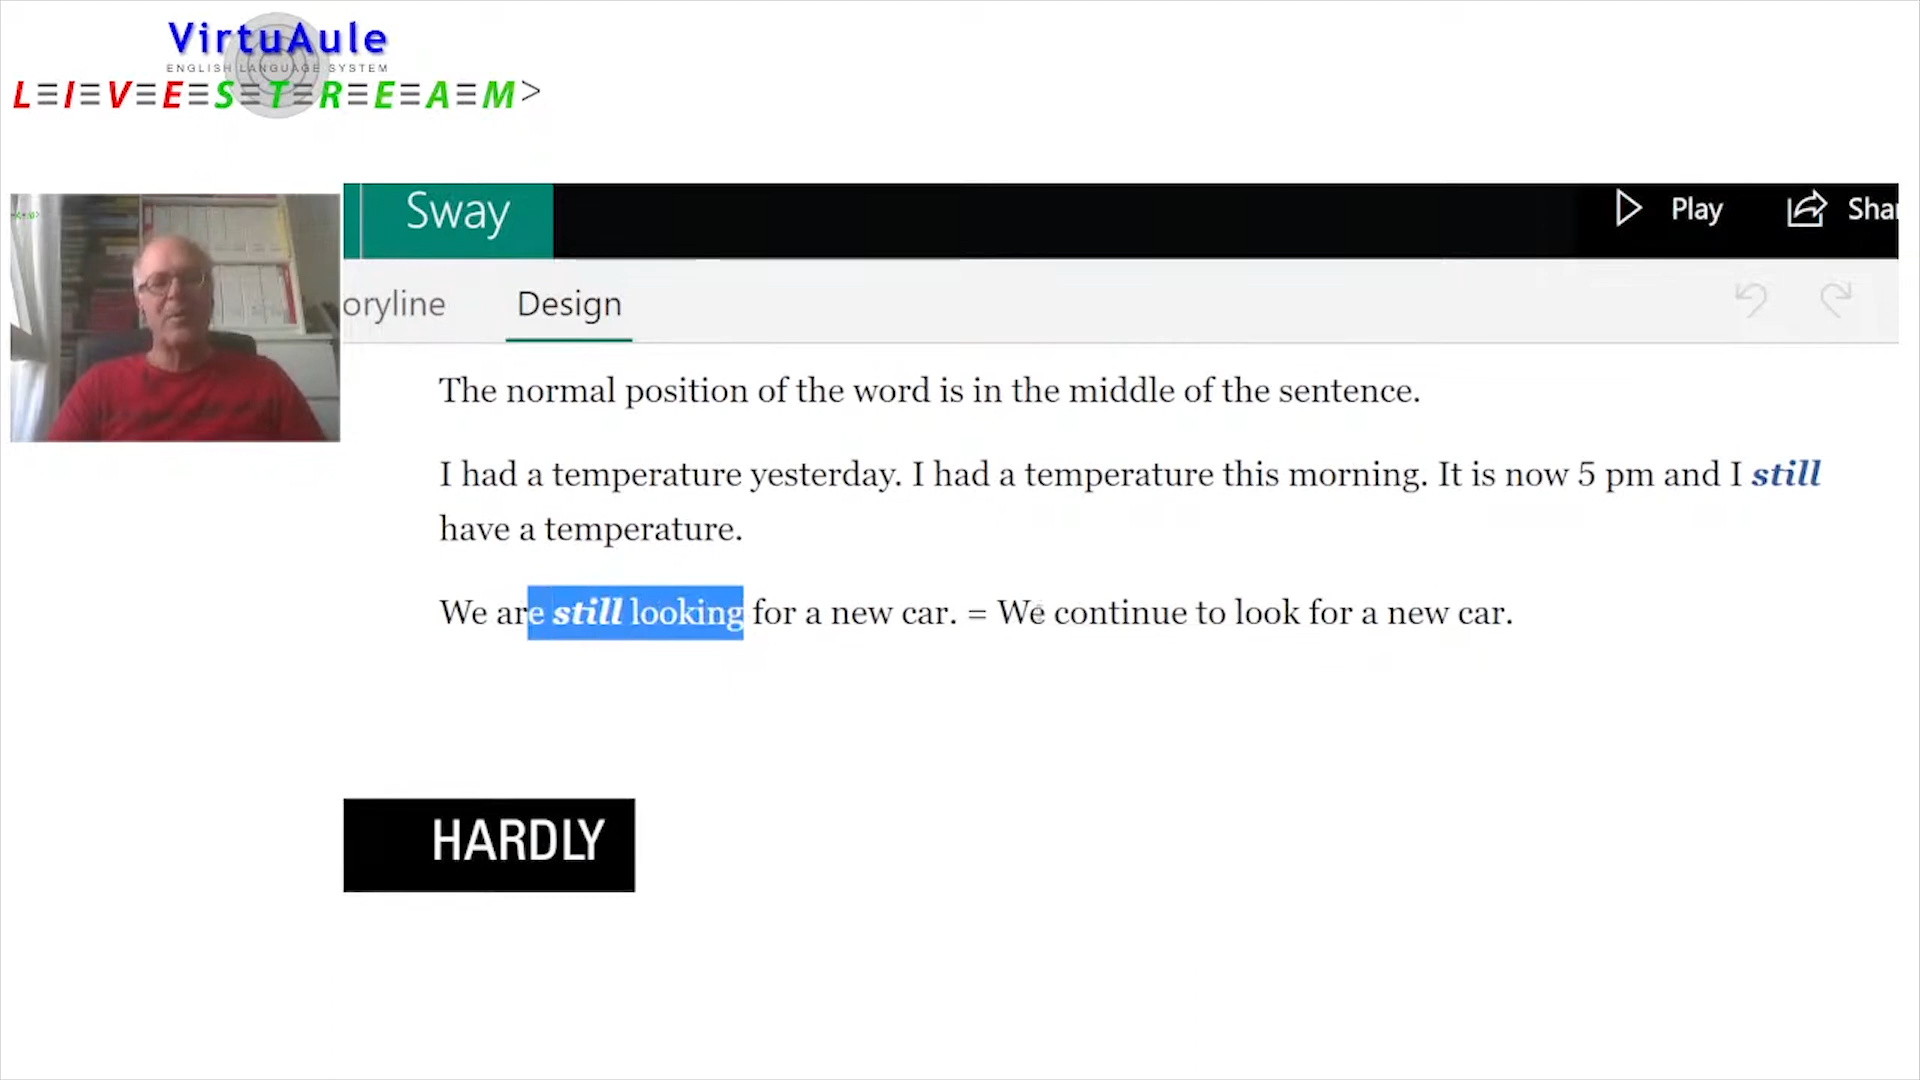 VirtuAule
ENGLISH LANGUAGE SYSTEM
L≡I≡V≡E≡S≡T≡R≡E≡A≡M>
Sway
Play
Shar
oryline
Design
The normal position of the word is in the middle of the sentence.
I had a temperature yesterday. I had a temperature this morning. It is now 5 pm and I still
have a temperature.
We are still looking for a new car. = We continue to look for a new car.
HARDLY